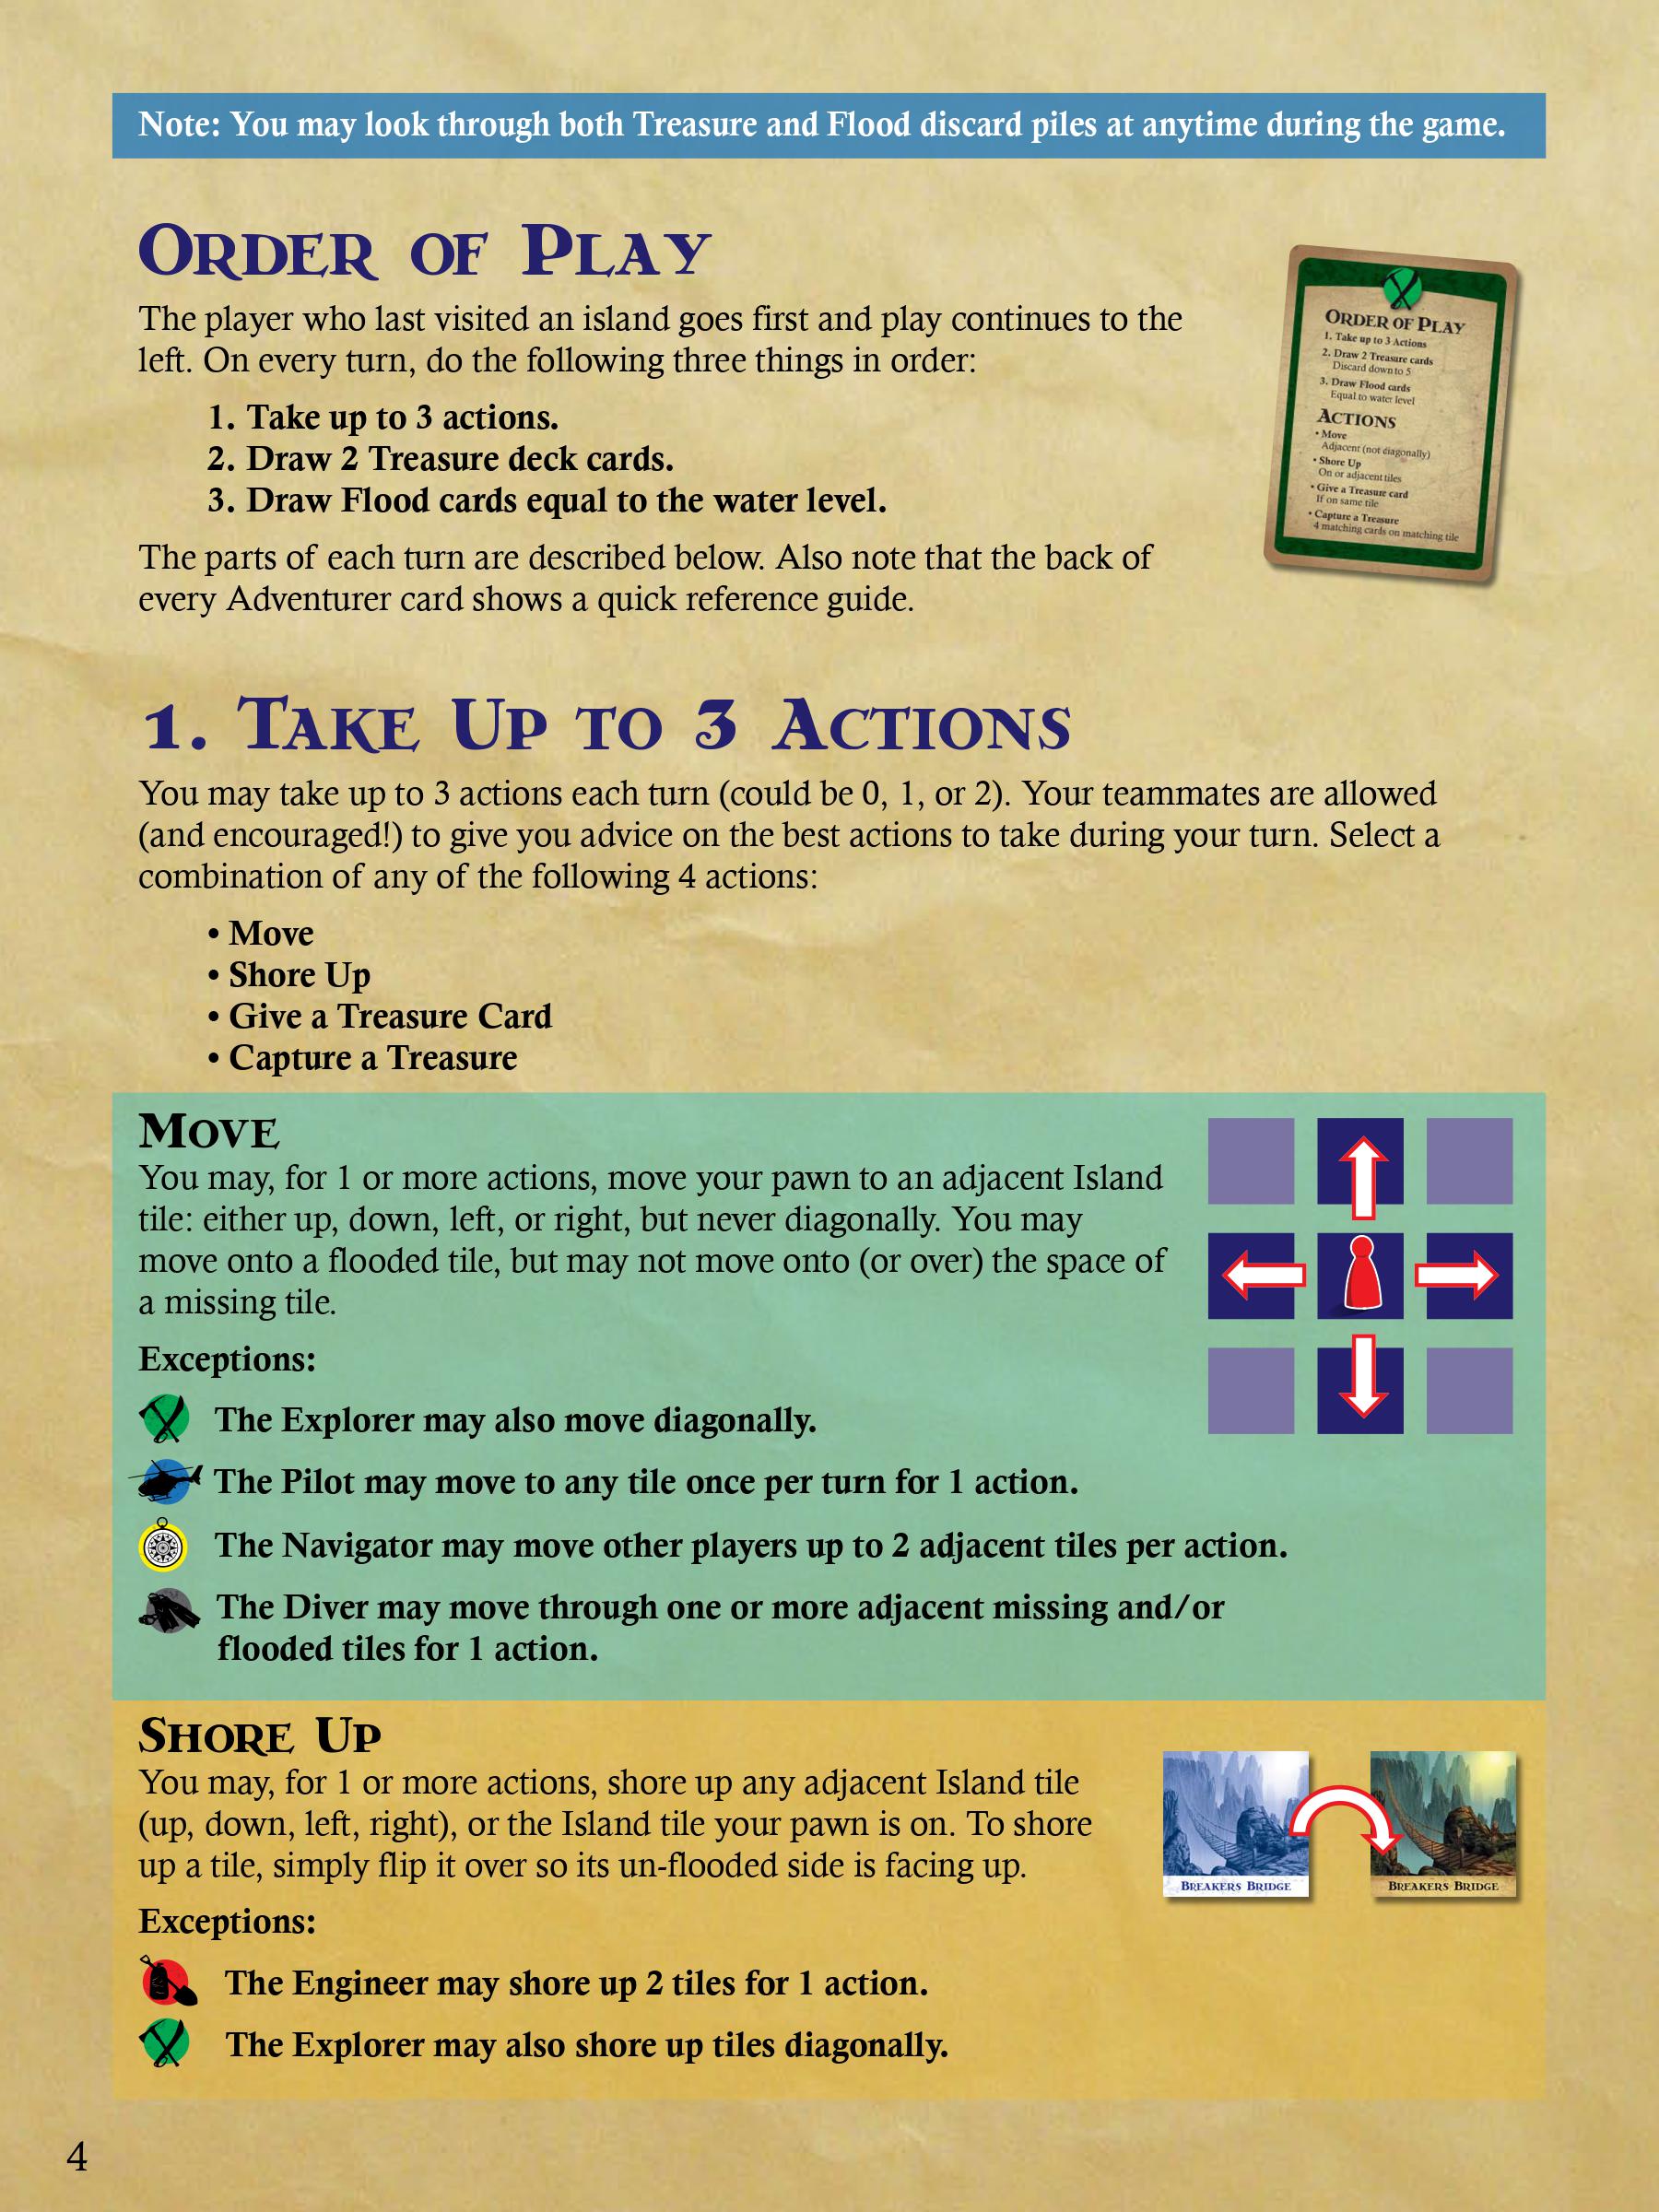 Note: You may look through both Treasure and Flood discard piles at anytime during the game.
Order of Play
The player who last visited an island goes first and play continues to the
left. On every turn, do the following three things in order:
1. Take up to 3 actions.
2. Draw 2 Treasure deck cards.
3. Draw Flood cards equal to the water level.
The parts of each turn are described below. Also note that the back of
every Adventurer card shows a quick reference guide.
Order of Play
1. Take up to 3 Actions
2. Draw 2 Treasure cards
Discard down to 5
3. Draw Flood cards
Equal to water level
Actions
• Move
Adjacent (not diagonally)
• Shore Up
On or adjacent tiles
• Give a Treasure card
If on same tile
• Capture a Treasure
4 matching cards on matching tile
1. Take Up to 3 Actions
You may take up to 3 actions each turn (could be 0, 1, or 2). Your teammates are allowed
(and encouraged!) to give you advice on the best actions to take during your turn. Select a
combination of any of the following 4 actions:
• Move
• Shore Up
• Give a Treasure Card
• Capture a Treasure
Move
You may, for 1 or more actions, move your pawn to an adjacent Island
tile: either up, down, left, or right, but never diagonally. You may
move onto a flooded tile, but may not move onto (or over) the space of
a missing tile.
Exceptions:
The Explorer may also move diagonally.
The Pilot may move to any tile once per turn for 1 action.
The Navigator may move other players up to 2 adjacent tiles per action.
The Diver may move through one or more adjacent missing and/or
flooded tiles for 1 action.
Shore Up
You may, for 1 or more actions, shore up any adjacent Island tile
(up, down, left, right), or the Island tile your pawn is on. To shore
up a tile, simply flip it over so its un-flooded side is facing up.
Breakers Bridge
Breakers Bridge
Exceptions:
The Engineer may shore up 2 tiles for 1 action.
The Explorer may also shore up tiles diagonally.
4